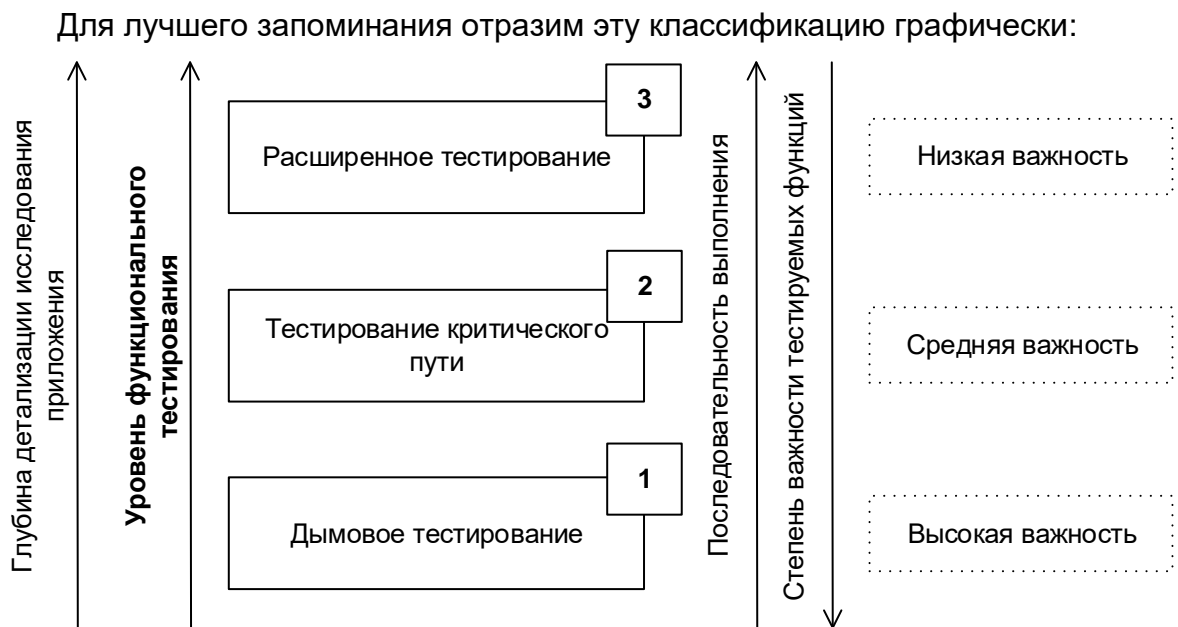 Для лучшего запоминания отразим эту классификацию графически:
Глубина детализации исследования
приложения
Уровень функционального
тестирования
3
Расширенное тестирование
2
Тестирование критического
пути
1
Дымовое тестирование
Последовательность выполнения
Степень важности тестируемых функций
Низкая важность
Средняя важность
Высокая важность